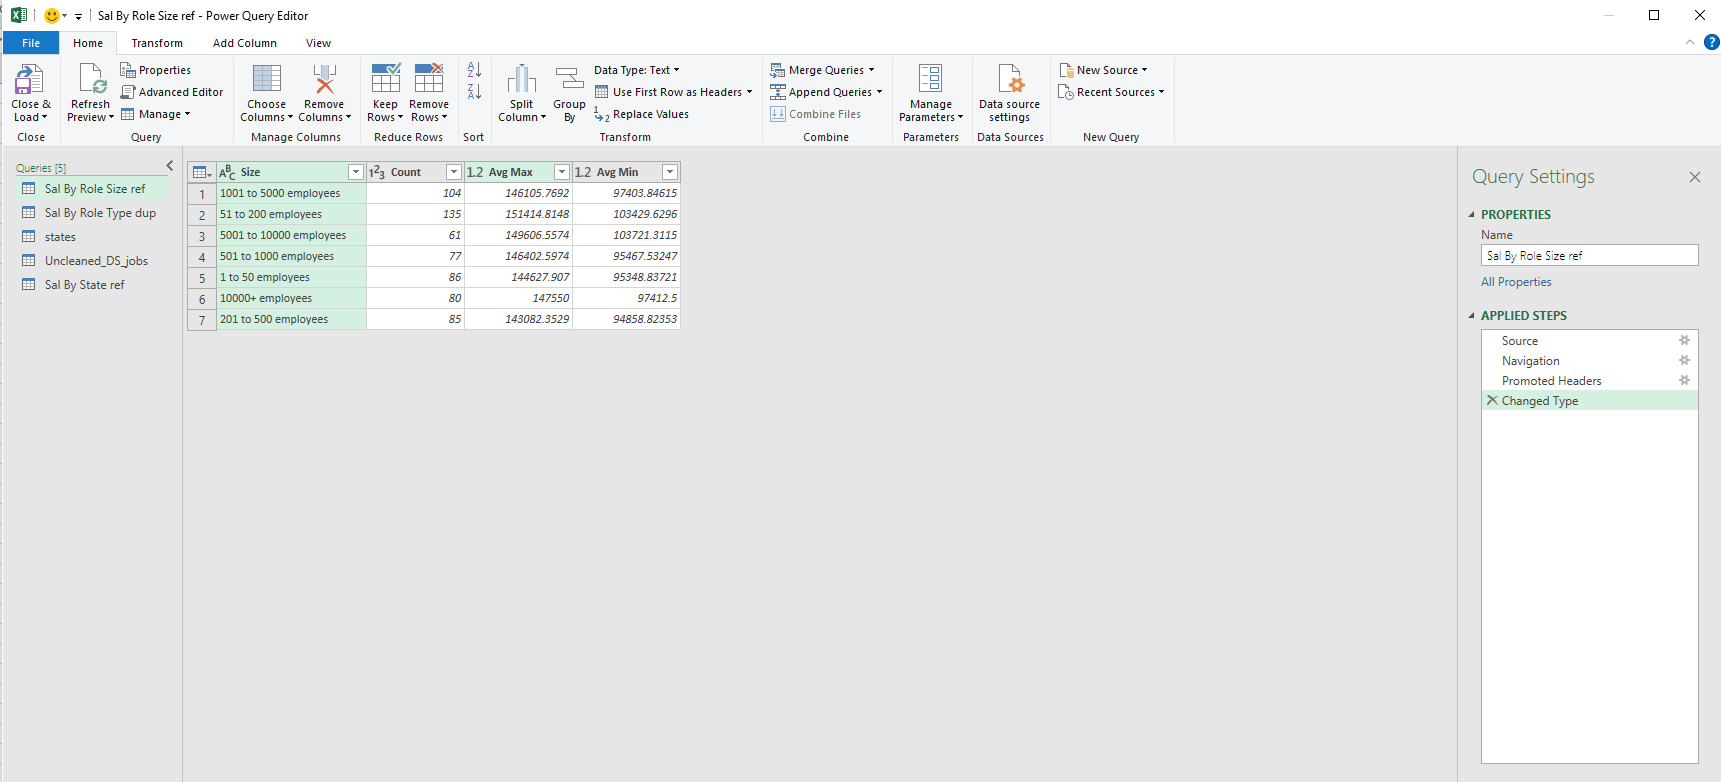 Sal By Role Size ref - Power Query Editor
File Home Transform Add Column View
Close & Load
Close
Refresh Preview
Properties
Advanced Editor
Manage
Query
Choose Columns
Remove Columns
Manage Columns
Keep Rows
Remove Rows
Reduce Rows
A Z
Z A
Sort
Split Column
Group By
Data Type: Text
Use First Row as Headers
1 2 Replace Values
Transform
Merge Queries
Append Queries
Combine Files
Combine
Manage Parameters
Parameters
Data source settings
Data Sources
New Source
Recent Sources
New Query
?
Queries [5]
Sal By Role Size ref
Sal By Role Type dup
states
Uncleaned_DS_jobs
Sal By State ref
ABC Size 123 Count 1.2 Avg Max 1.2 Avg Min
1 1001 to 5000 employees 104 146105.7692 97403.84615
2 51 to 200 employees 135 151414.8148 103429.6296
3 5001 to 10000 employees 61 149606.5574 103721.3115
4 501 to 1000 employees 77 146402.5974 95467.53247
5 1 to 50 employees 86 144627.907 95348.83721
6 10000+ employees 80 147550 97412.5
7 201 to 500 employees 85 143082.3529 94858.82353
Query Settings
PROPERTIES
Name
Sal By Role Size ref
All Properties
APPLIED STEPS
Source
Navigation
Promoted Headers
Changed Type